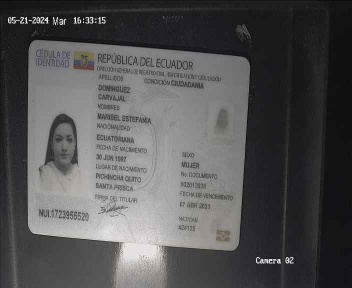 05-21-2024 Mar 16:33:15
CÉDULA DE
IDENTIDAD
REPÚBLICA DEL ECUADOR
DIRECCIÓN GENERAL DE REGISTRO CIVIL, IDENTIFICACIÓN Y CEDULACIÓN
APELLIDOS
CONDICIÓN CIUDADANÍA
DOMINGUEZ
CARVAJAL
NOMBRES
MARIBEL ESTEFANIA
NACIONALIDAD
ECUATORIANA
FECHA DE NACIMIENTO
30 JUN 1997
LUGAR DE NACIMIENTO
PICHINCHA QUITO
SANTA PRISCA
FIRMA DEL TITULAR
SEXO
MUJER
No. DOCUMENTO
FECHA DE VENCIMIENTO
07 ABR 2033
NAT/CAN
NUI.1723955520
Camera 02